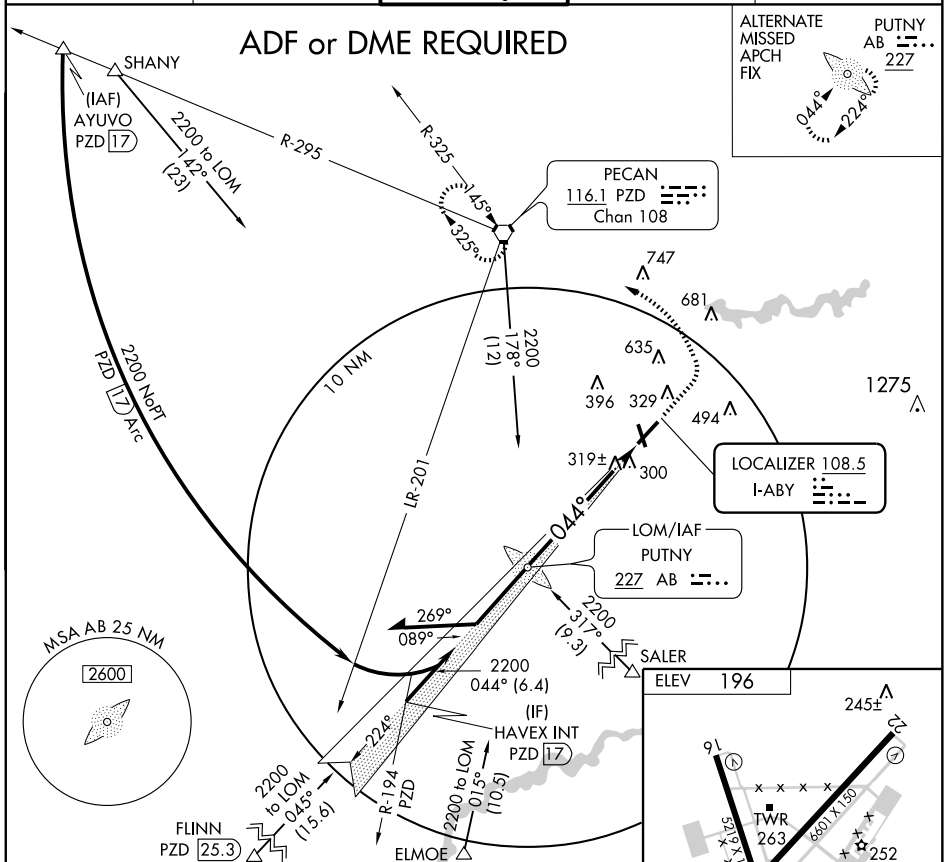 ADF or DME REQUIRED
ALTERNATE
MISSED
APCH
FIX
PUTNY
AB
227
044°
224°
SHANY
(IAF)
AYUVO
PZD 17
2200 to LOM
142°
(23)
R-295
R-325
145°
325°
PECAN
116.1 PZD
Chan 108
747
681
635
396
329
494
1275
319±
300
2200
178°
(12)
10 NM
2200 NoPT
PZD 17 Arc
LR-201
LOCALIZER 108.5
I-ABY
044°
LOM/IAF
PUTNY
227 AB
269°
089°
2200
317°
(9.3)
SALER
MSA AB 25 NM
2600
2200
044° (6.4)
(IF)
HAVEX INT
PZD 17
224°
2200
to LOM
045°
(15.6)
R-194
PZD
2200 to LOM
015°
(10.5)
FLINN
PZD 25.3
ELMOE
ELEV 196
245±
22
16
V
V
X X X X
TWR
263
6601 X 150
5219 X 1
X
X
X
252